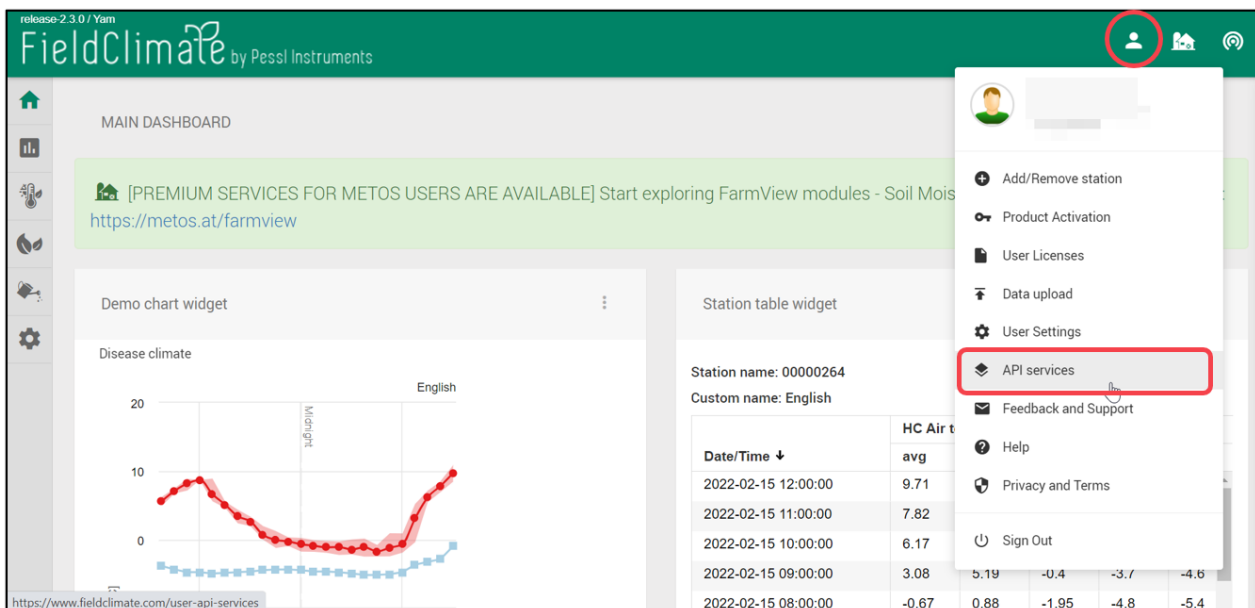 release-2.3.0 / Yam
FieldClimate by Pessl Instruments
MAIN DASHBOARD
[PREMIUM SERVICES FOR METOS USERS ARE AVAILABLE] Start exploring FarmView modules - Soil Mois
https://metos.at/farmview
Add/Remove station
Product Activation
User Licenses
Data upload
User Settings
API services
Feedback and Support
Help
Privacy and Terms
Sign Out
Demo chart widget
Disease climate
English
20
10
0
Midnight
Station table widget
Station name: 00000264
Custom name: English
HC Air t
Date/Time avg
2022-02-15 12:00:00 9.71
2022-02-15 11:00:00 7.82
2022-02-15 10:00:00 6.17
2022-02-15 09:00:00 3.08 5.19 -0.4 -3.7 -4.6
2022-02-15 08:00:00 -0.67 0.88 -1.95 -4.8 -5.4
https://www.fieldclimate.com/user-api-services